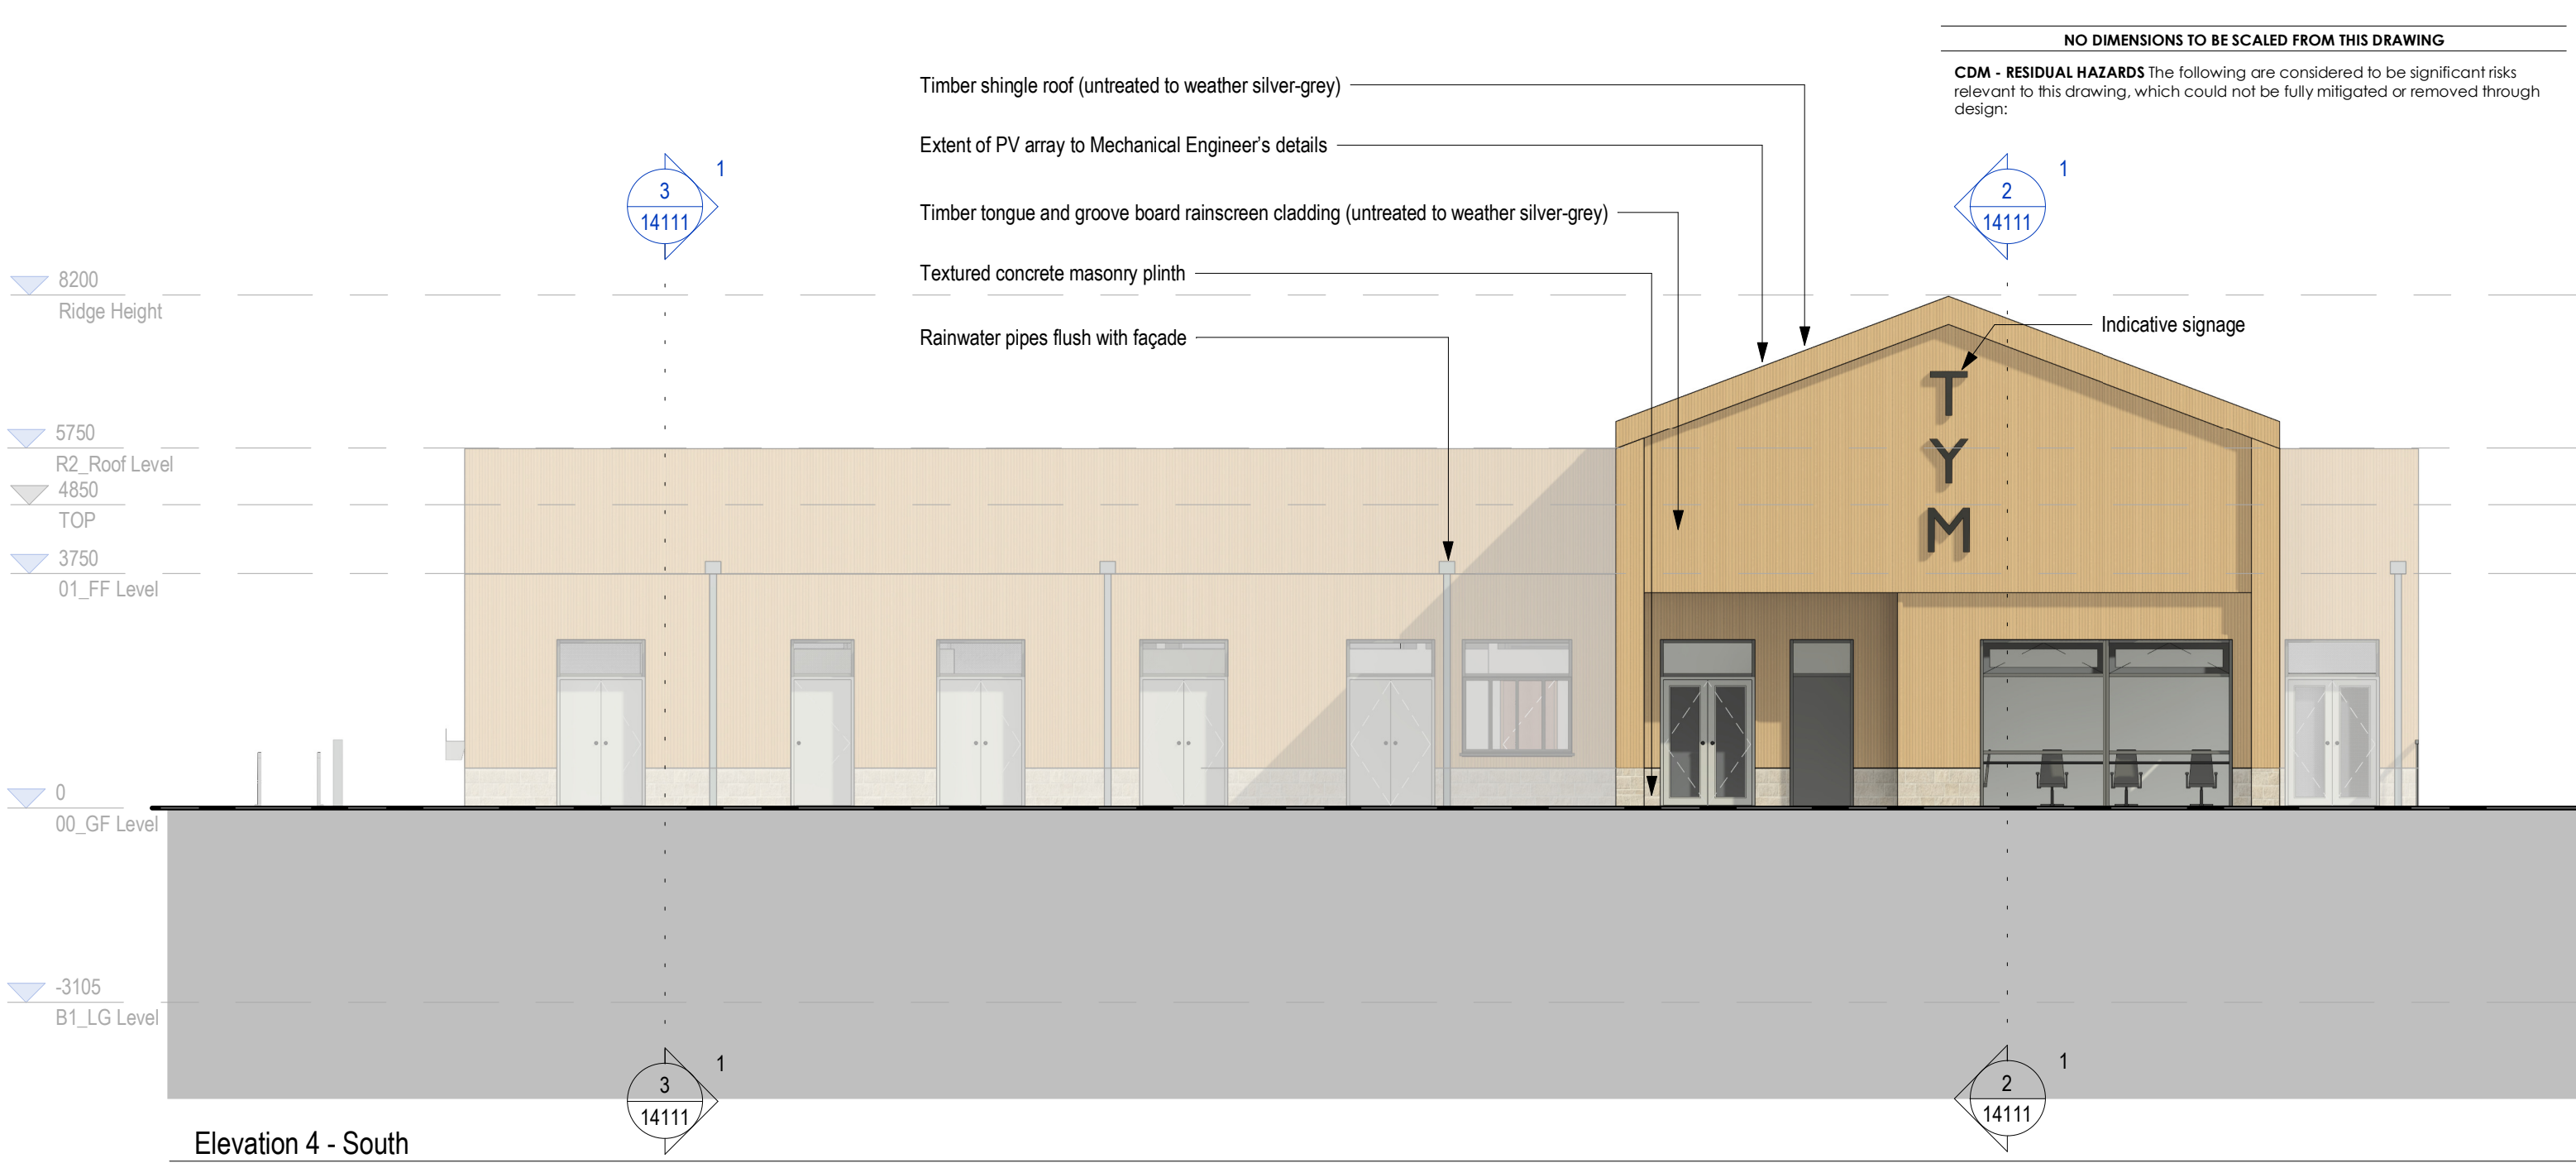 NO DIMENSIONS TO BE SCALED FROM THIS DRAWING
CDM - RESIDUAL HAZARDS The following are considered to be significant risks
relevant to this drawing, which could not be fully mitigated or removed through
design:
Timber shingle roof (untreated to weather silver-grey)
Extent of PV array to Mechanical Engineer's details
Timber tongue and groove board rainscreen cladding (untreated to weather silver-grey)
Textured concrete masonry plinth
Rainwater pipes flush with façade
Indicative signage
3
14111
1
2
14111
1
8200
Ridge Height
5750
R2_Roof Level
4850
TOP
3750
01_FF Level
0
00_GF Level
-3105
B1_LG Level
T
Y
M
3
14111
1
2
14111
1
Elevation 4 - South